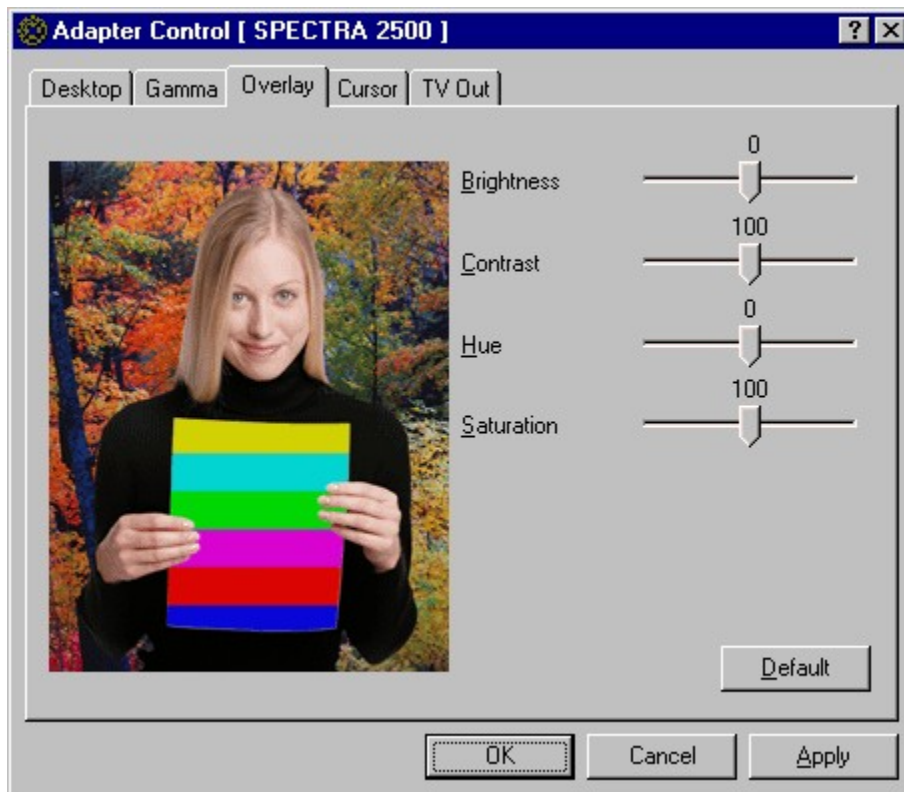 Adapter Control [ SPECTRA 2500 ]
? ×
Desktop Gamma Overlay Cursor TV Out
0
Brightness
100
Contrast
0
Hue
100
Saturation
Default
OK Cancel Apply